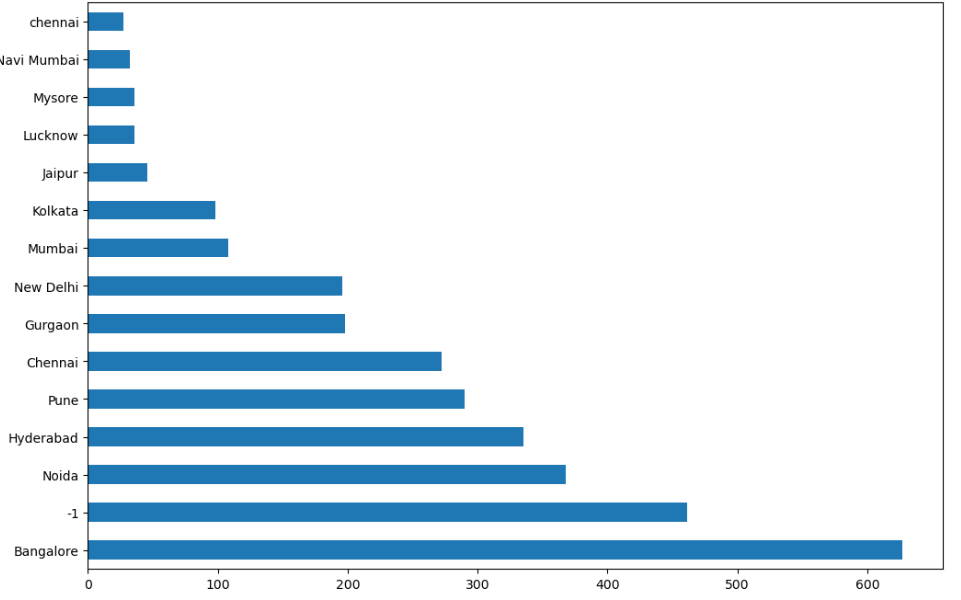 chennai
Navi Mumbai
Mysore
Lucknow
Jaipur
Kolkata
Mumbai
New Delhi
Gurgaon
Chennai
Pune
Hyderabad
Noida
-1
Bangalore
0 100 200 300 400 500 600